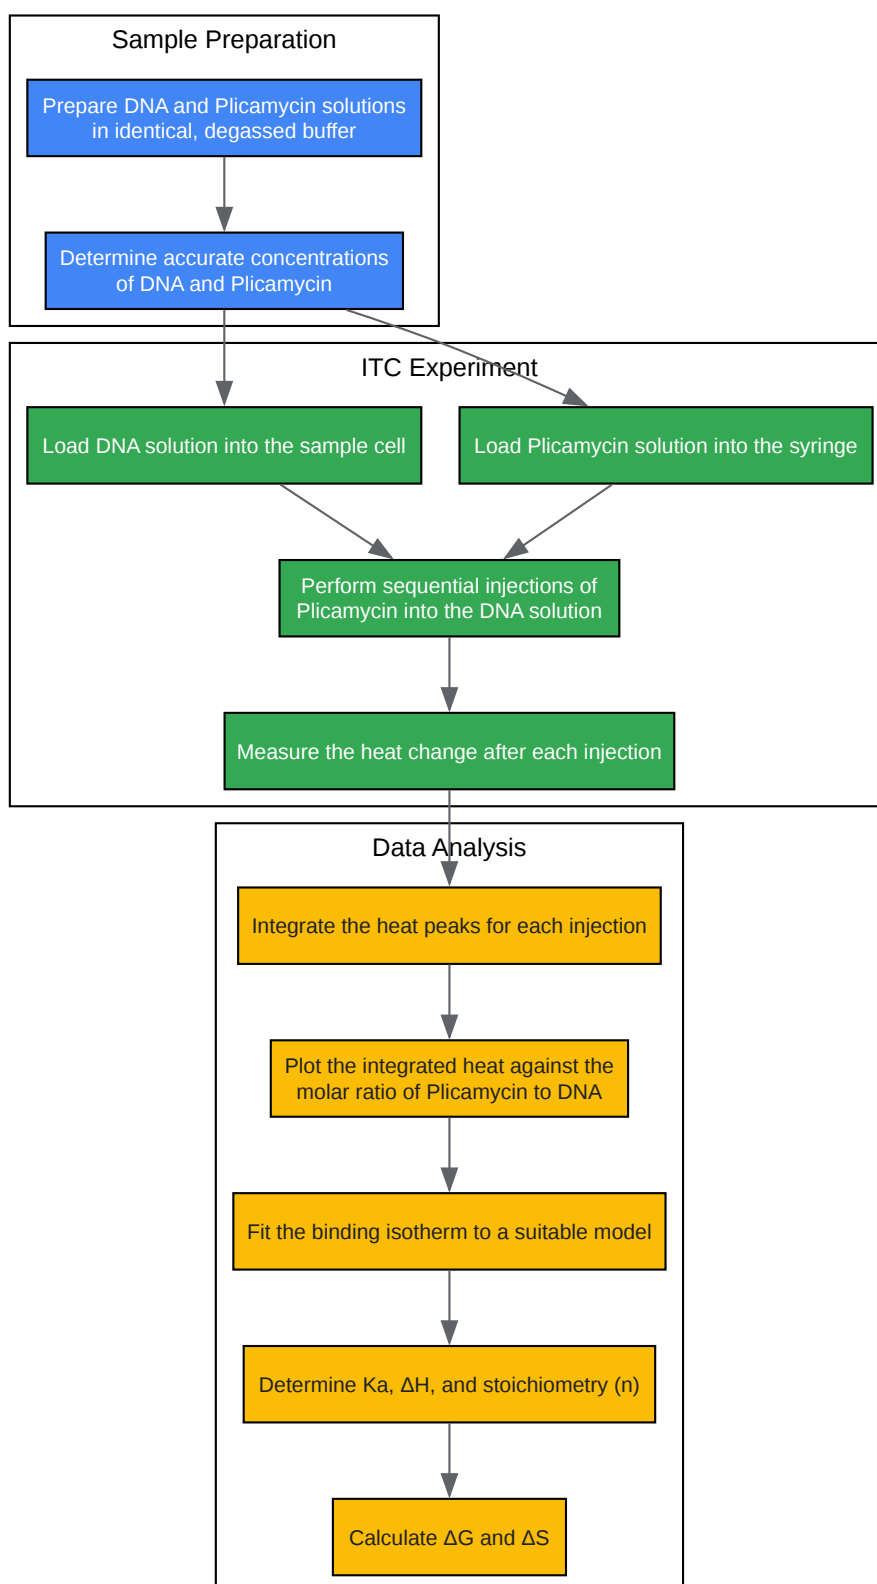 Sample Preparation
Prepare DNA and Plicamycin solutions
in identical, degassed buffer
Determine accurate concentrations
of DNA and Plicamycin
ITC Experiment
Load DNA solution into the sample cell
Load Plicamycin solution into the syringe
Perform sequential injections of
Plicamycin into the DNA solution
Measure the heat change after each injection
Data Analysis
Integrate the heat peaks for each injection
Plot the integrated heat against the
molar ratio of Plicamycin to DNA
Fit the binding isotherm to a suitable model
Determine Ka, ΔH, and stoichiometry (n)
Calculate ΔG and ΔS